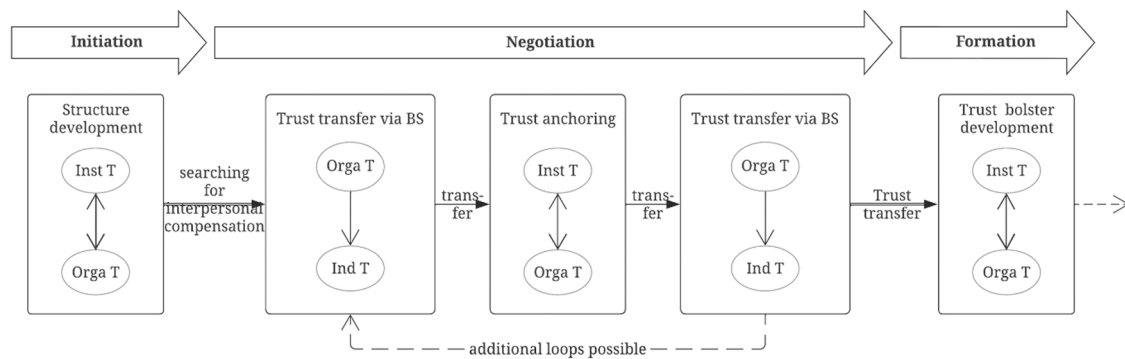 Initiation
Negotiation
Formation
Structure
development
Inst T
Orga T
searching
for
interpersonal
compensation
Trust transfer via BS
Orga T
Ind T
trans-
fer
Trust anchoring
Inst T
Orga T
trans-
fer
Trust transfer via BS
Orga T
Ind T
Trust
transfer
Trust bolster
development
Inst T
Orga T
additional loops possible